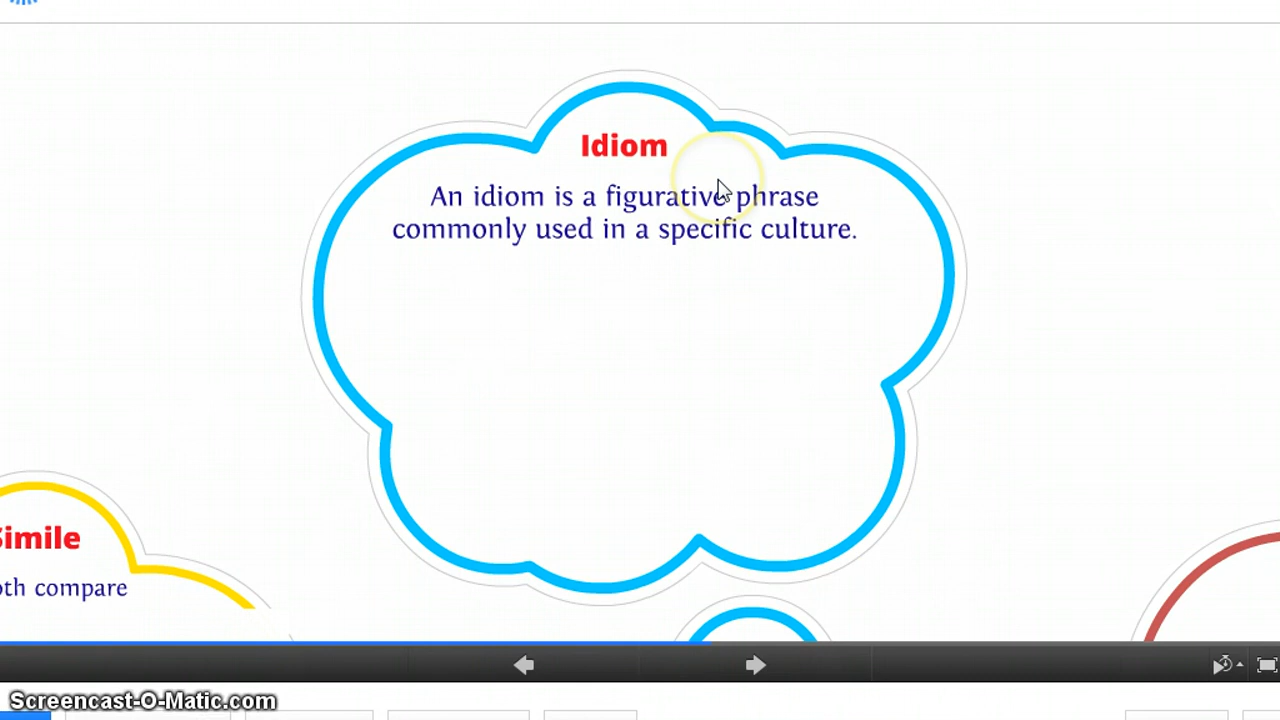 Idiom
An idiom is a figurative phrase
commonly used in a specific culture.
Simile
oth compare
Screencast-O-Matic.com